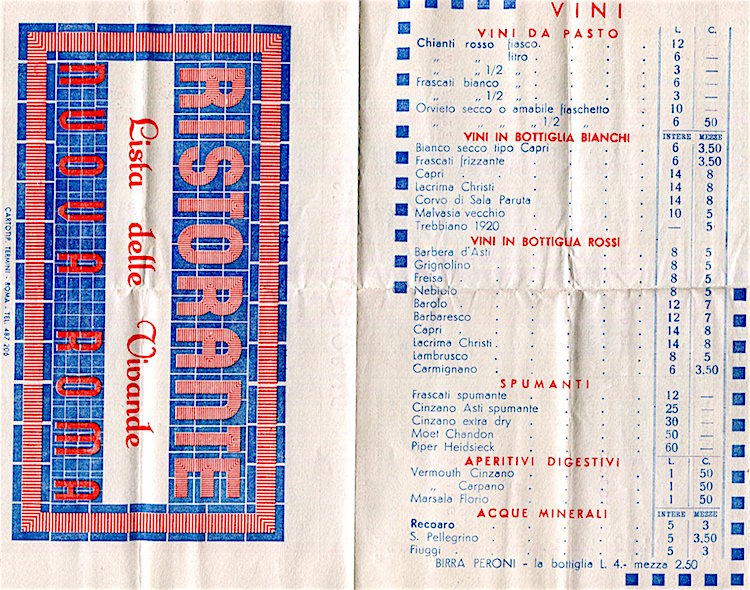 RISTORANTE
Lista delle Vivande
NUOVA ROMA
CARTOTIP. TERMINI - ROMA - TEL. 487 206
VINI
VINI DA PASTO L. C.
Chianti rosso fiasco. 12 —
„ „ litro . 6 —
„ „ 1/2 „ 3 —
Frascati bianco „ 6 —
„ „ 1/2 „ 3 —
Orvieto secco o amabile fiaschetto 10 —
„ „ „ „ 1/2 „ 6 50
VINI IN BOTTIGLIA BIANCHI INTERE MEZZE
Bianco secco tipo Capri 6 3.50
Frascati frizzante 6 3.50
Capri 14 8
Lacrima Christi 14 8
Corvo di Sala Paruta 14 8
Malvasia vecchio 10 5
Trebbiano 1920 — 5
VINI IN BOTTIGLIA ROSSI
Barbera d'Asti 8 5
Grignolino 8 5
Freisa 8 5
Nebiolo 8 5
Barolo 12 7
Barbaresco 12 7
Capri 14 8
Lacrima Christi 14 8
Lambrusco 8 5
Carmignano 6 3.50
SPUMANTI
Frascati spumante 12 —
Cinzano Asti spumante 25 —
Cinzano extra dry 30 —
Moet Chandon 50 —
Piper Heidsieck 60 —
APERITIVI DIGESTIVI L. C.
Vermouth Cinzano 1 50
„ Carpano 1 50
Marsala Florio 1 50
ACQUE MINERALI INTERE MEZZE
Recoaro 5 3
S. Pellegrino 5 3.50
Fiuggi 5 3
BIRRA PERONI - la bottiglia L. 4.- mezza 2.50